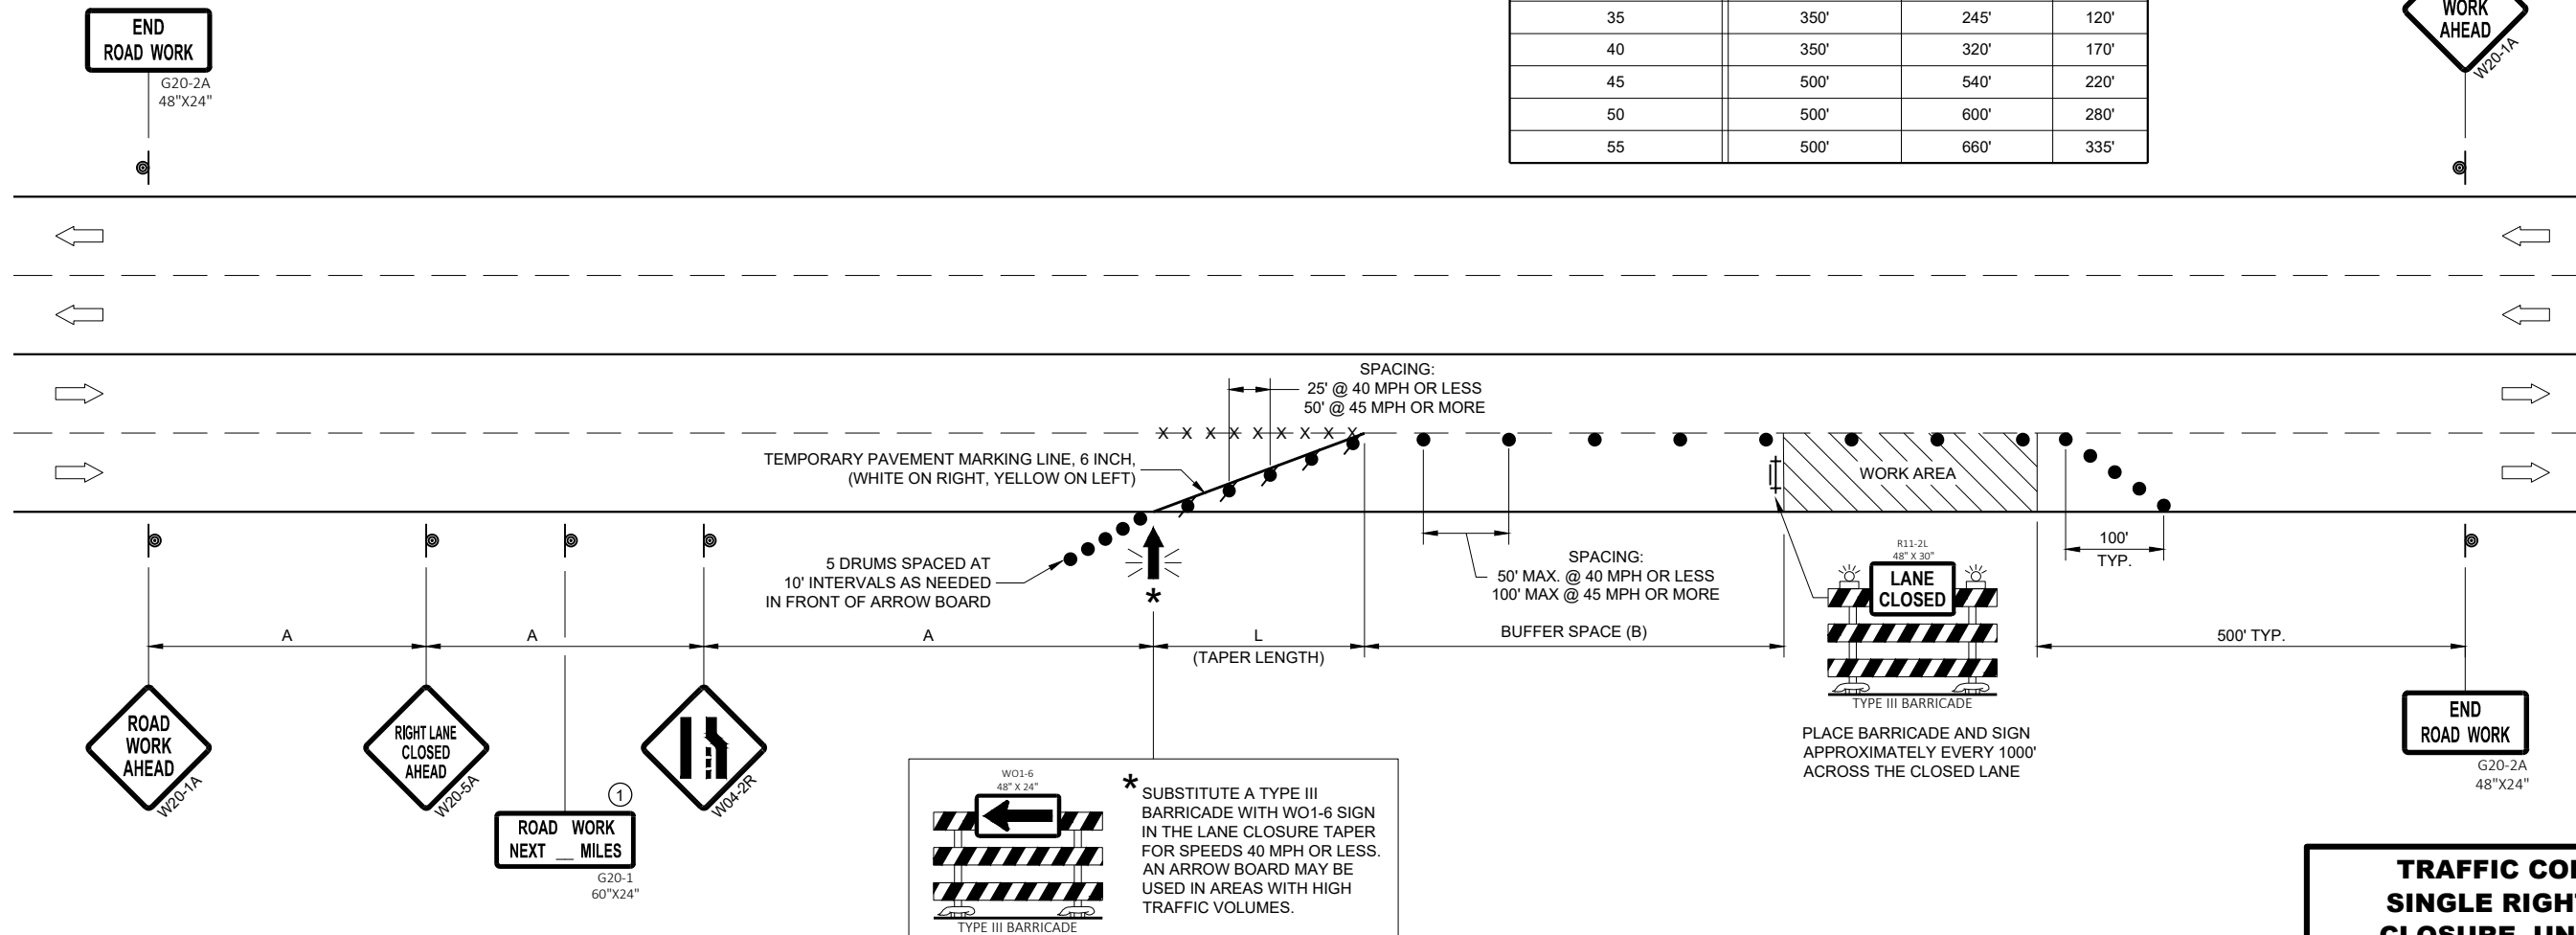 END
ROAD WORK
G20-2A
48"X24"
35 350' 245' 120'
40 350' 320' 170'
45 500' 540' 220'
50 500' 600' 280'
55 500' 660' 335'
WORK
AHEAD
W20-1A
SPACING:
25' @ 40 MPH OR LESS
50' @ 45 MPH OR MORE
X X X X X X X X X
TEMPORARY PAVEMENT MARKING LINE, 6 INCH,
(WHITE ON RIGHT, YELLOW ON LEFT)
WORK AREA
5 DRUMS SPACED AT
10' INTERVALS AS NEEDED
IN FRONT OF ARROW BOARD
*
SPACING:
50' MAX. @ 40 MPH OR LESS
100' MAX @ 45 MPH OR MORE
R11-2L
48" X 30"
LANE
CLOSED
TYPE III BARRICADE
100'
TYP.
A
A
A
L
(TAPER LENGTH)
BUFFER SPACE (B)
500' TYP.
PLACE BARRICADE AND SIGN
APPROXIMATELY EVERY 1000'
ACROSS THE CLOSED LANE
ROAD
WORK
AHEAD
W20-1A
RIGHT LANE
CLOSED
AHEAD
W20-5A
1
ROAD WORK
NEXT __ MILES
G20-1
60"X24"
W04-2R
WO1-6
48" X 24"
TYPE III BARRICADE
* SUBSTITUTE A TYPE III
BARRICADE WITH WO1-6 SIGN
IN THE LANE CLOSURE TAPER
FOR SPEEDS 40 MPH OR LESS.
AN ARROW BOARD MAY BE
USED IN AREAS WITH HIGH
TRAFFIC VOLUMES.
END
ROAD WORK
G20-2A
48"X24"
TRAFFIC CO
SINGLE RIGH
CLOSURE, UN